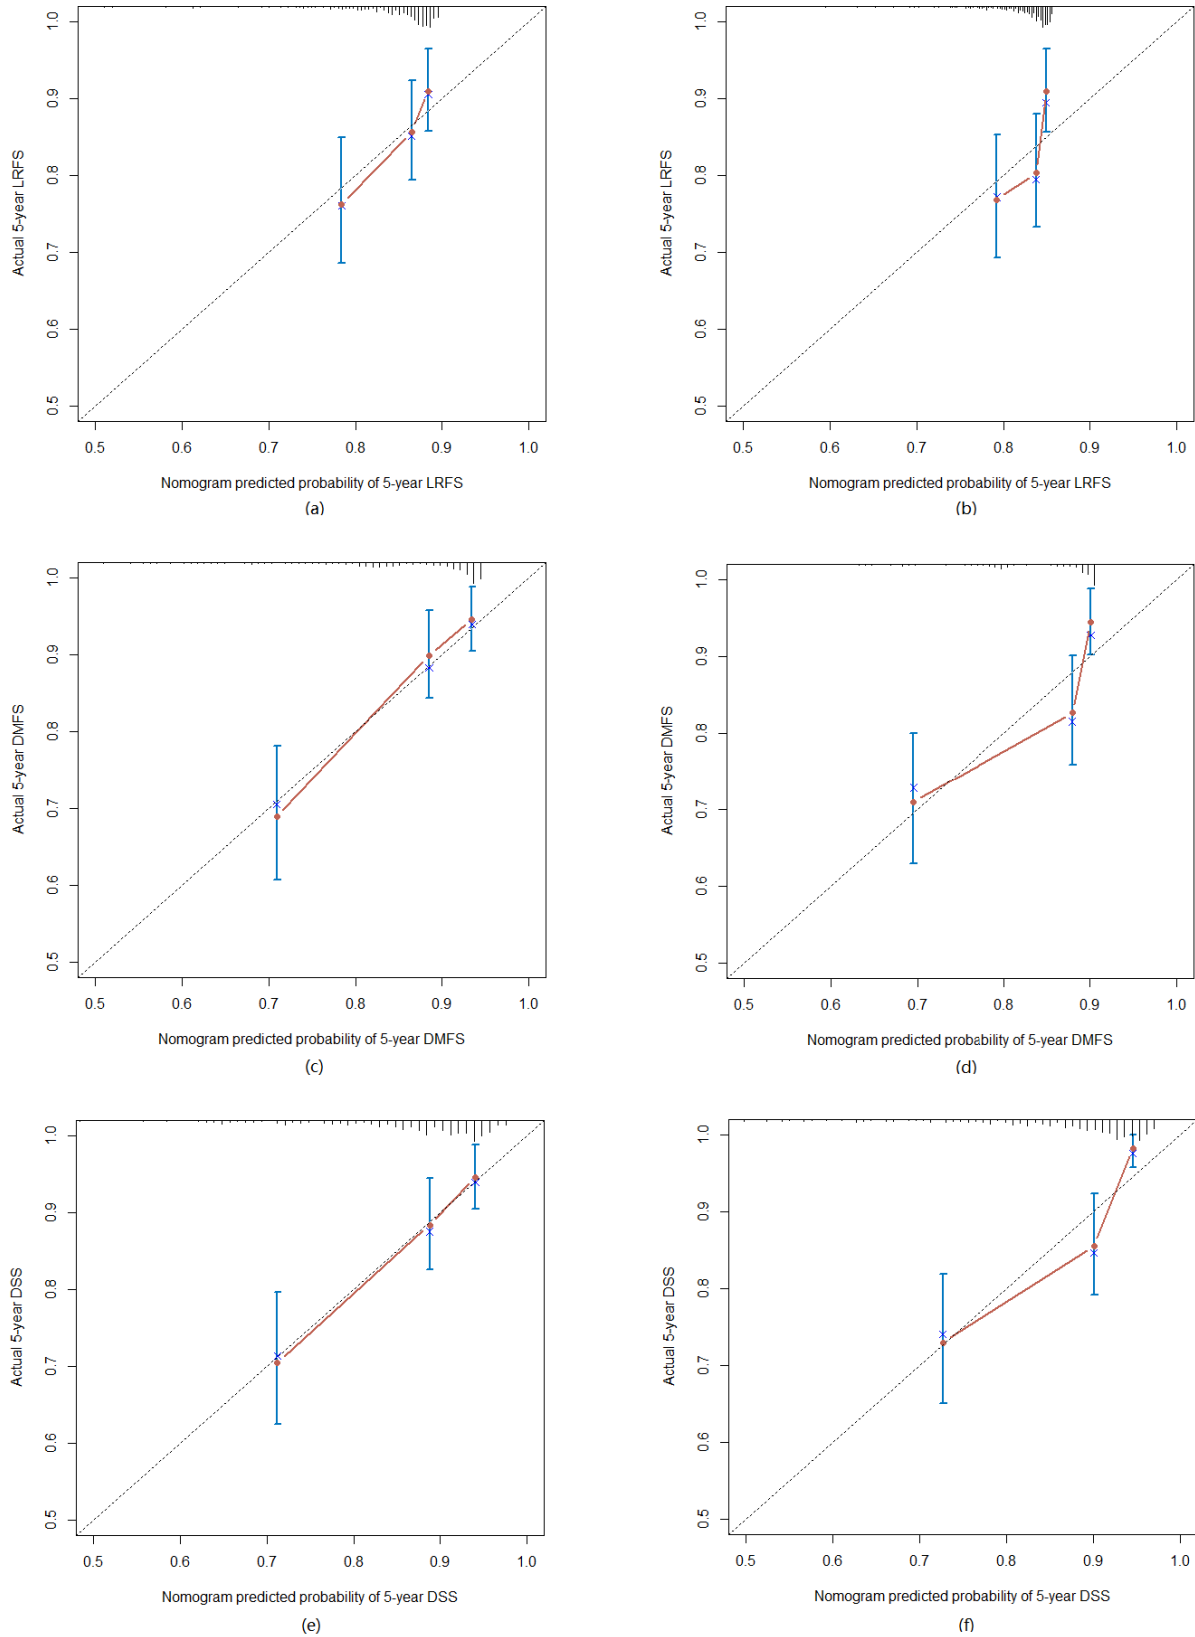 1.0
0.9
0.8
0.7
0.6
0.5
Actual 5-year LRFS
0.5 0.6 0.7 0.8 0.9 1.0
Nomogram predicted probability of 5-year LRFS
(a)
1.0
0.9
0.8
0.7
0.6
0.5
Actual 5-year LRFS
0.5 0.6 0.7 0.8 0.9 1.0
Nomogram predicted probability of 5-year LRFS
(b)
1.0
0.9
0.8
0.7
0.6
0.5
Actual 5-year DMFS
0.5 0.6 0.7 0.8 0.9 1.0
Nomogram predicted probability of 5-year DMFS
(c)
1.0
0.9
0.8
0.7
0.6
0.5
Actual 5-year DMFS
0.5 0.6 0.7 0.8 0.9 1.0
Nomogram predicted probability of 5-year DMFS
(d)
1.0
0.9
0.8
0.7
0.6
0.5
Actual 5-year DSS
0.5 0.6 0.7 0.8 0.9 1.0
Nomogram predicted probability of 5-year DSS
(e)
1.0
0.9
0.8
0.7
0.6
0.5
Actual 5-year DSS
0.5 0.6 0.7 0.8 0.9 1.0
Nomogram predicted probability of 5-year DSS
(f)